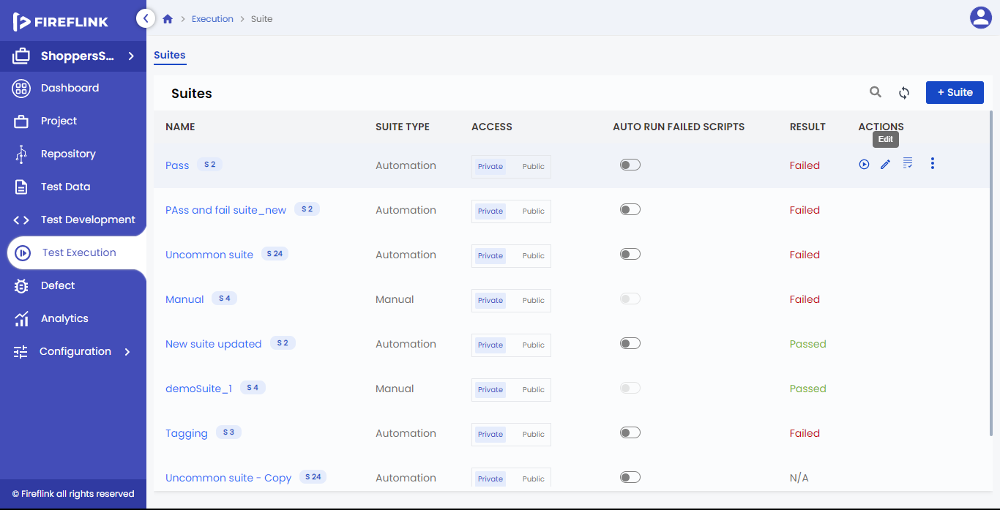 FIREFLINK
Execution > Suite
ShoppersS...
Dashboard
Project
Repository
Test Data
Test Development
Test Execution
Defect
Analytics
Configuration
© Fireflink all rights reserved
Suites
Suites
+ Suite
NAME SUITE TYPE ACCESS AUTO RUN FAILED SCRIPTS RESULT ACTIONS
Edit
Pass S 2 Automation Private Public Failed
PAss and fail suite_new S 2 Automation Private Public Failed
Uncommon suite S 24 Automation Private Public Failed
Manual S 4 Manual Private Public Failed
New suite updated S 2 Automation Private Public Passed
demoSuite_1 S 4 Manual Private Public Passed
Tagging S 3 Automation Private Public Failed
Uncommon suite - Copy S 24 Automation Private Public N/A